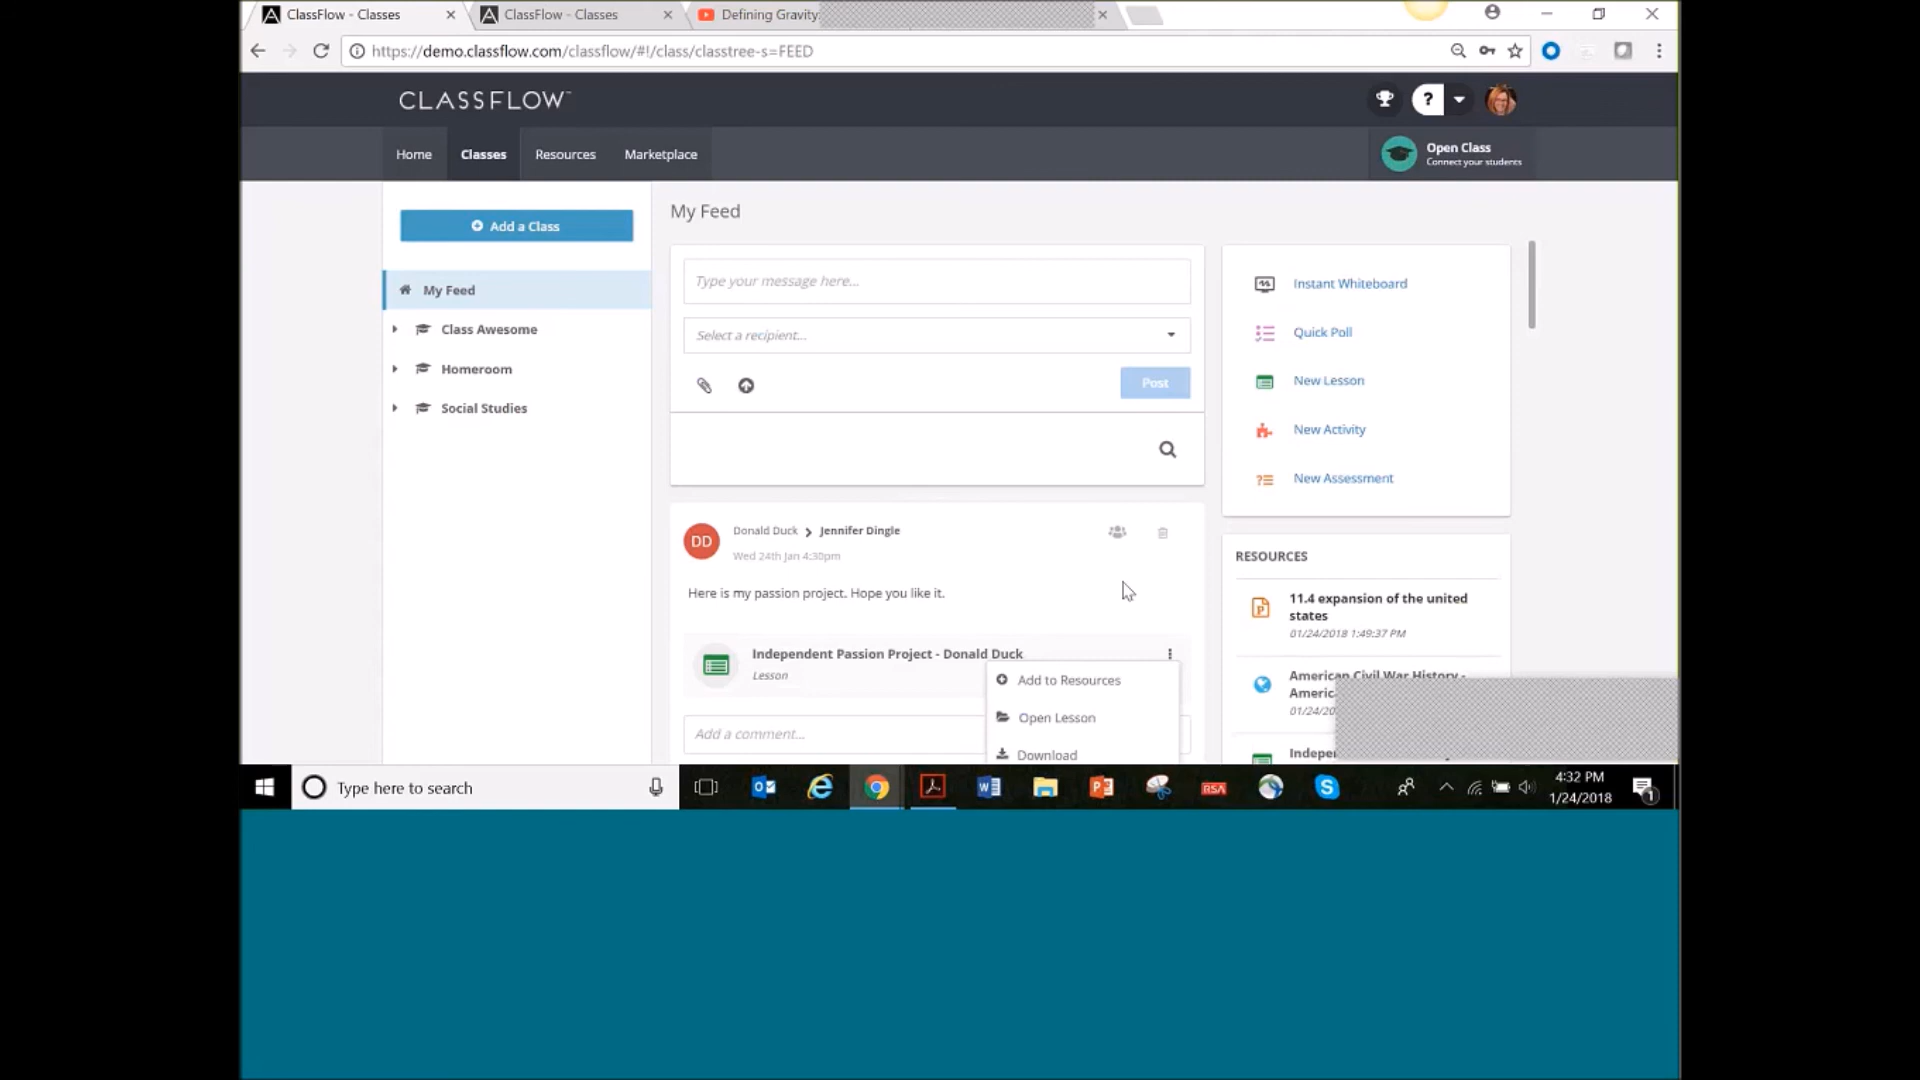 ClassFlow - Classes
ClassFlow - Classes
Defining Gravity:
https://demo.classflow.com/classflow/#!/class/classtree-s=FEED
CLASSFLOW
Home
Classes
Resources
Marketplace
Open Class
Connect your students
Add a Class
My Feed
Class Awesome
Homeroom
Social Studies
My Feed
Type your message here...
Select a recipient...
Post
Instant Whiteboard
Quick Poll
New Lesson
New Activity
New Assessment
DD
Donald Duck > Jennifer Dingle
Wed 24th Jan 4:30pm
Here is my passion project. Hope you like it.
Independent Passion Project - Donald Duck
Lesson
Add to Resources
Open Lesson
Download
Add a comment...
RESOURCES
11.4 expansion of the united
states
01/24/2018 1:49:37 PM
American Civil War History -
Type here to search
RSA
4:32 PM
1/24/2018
1